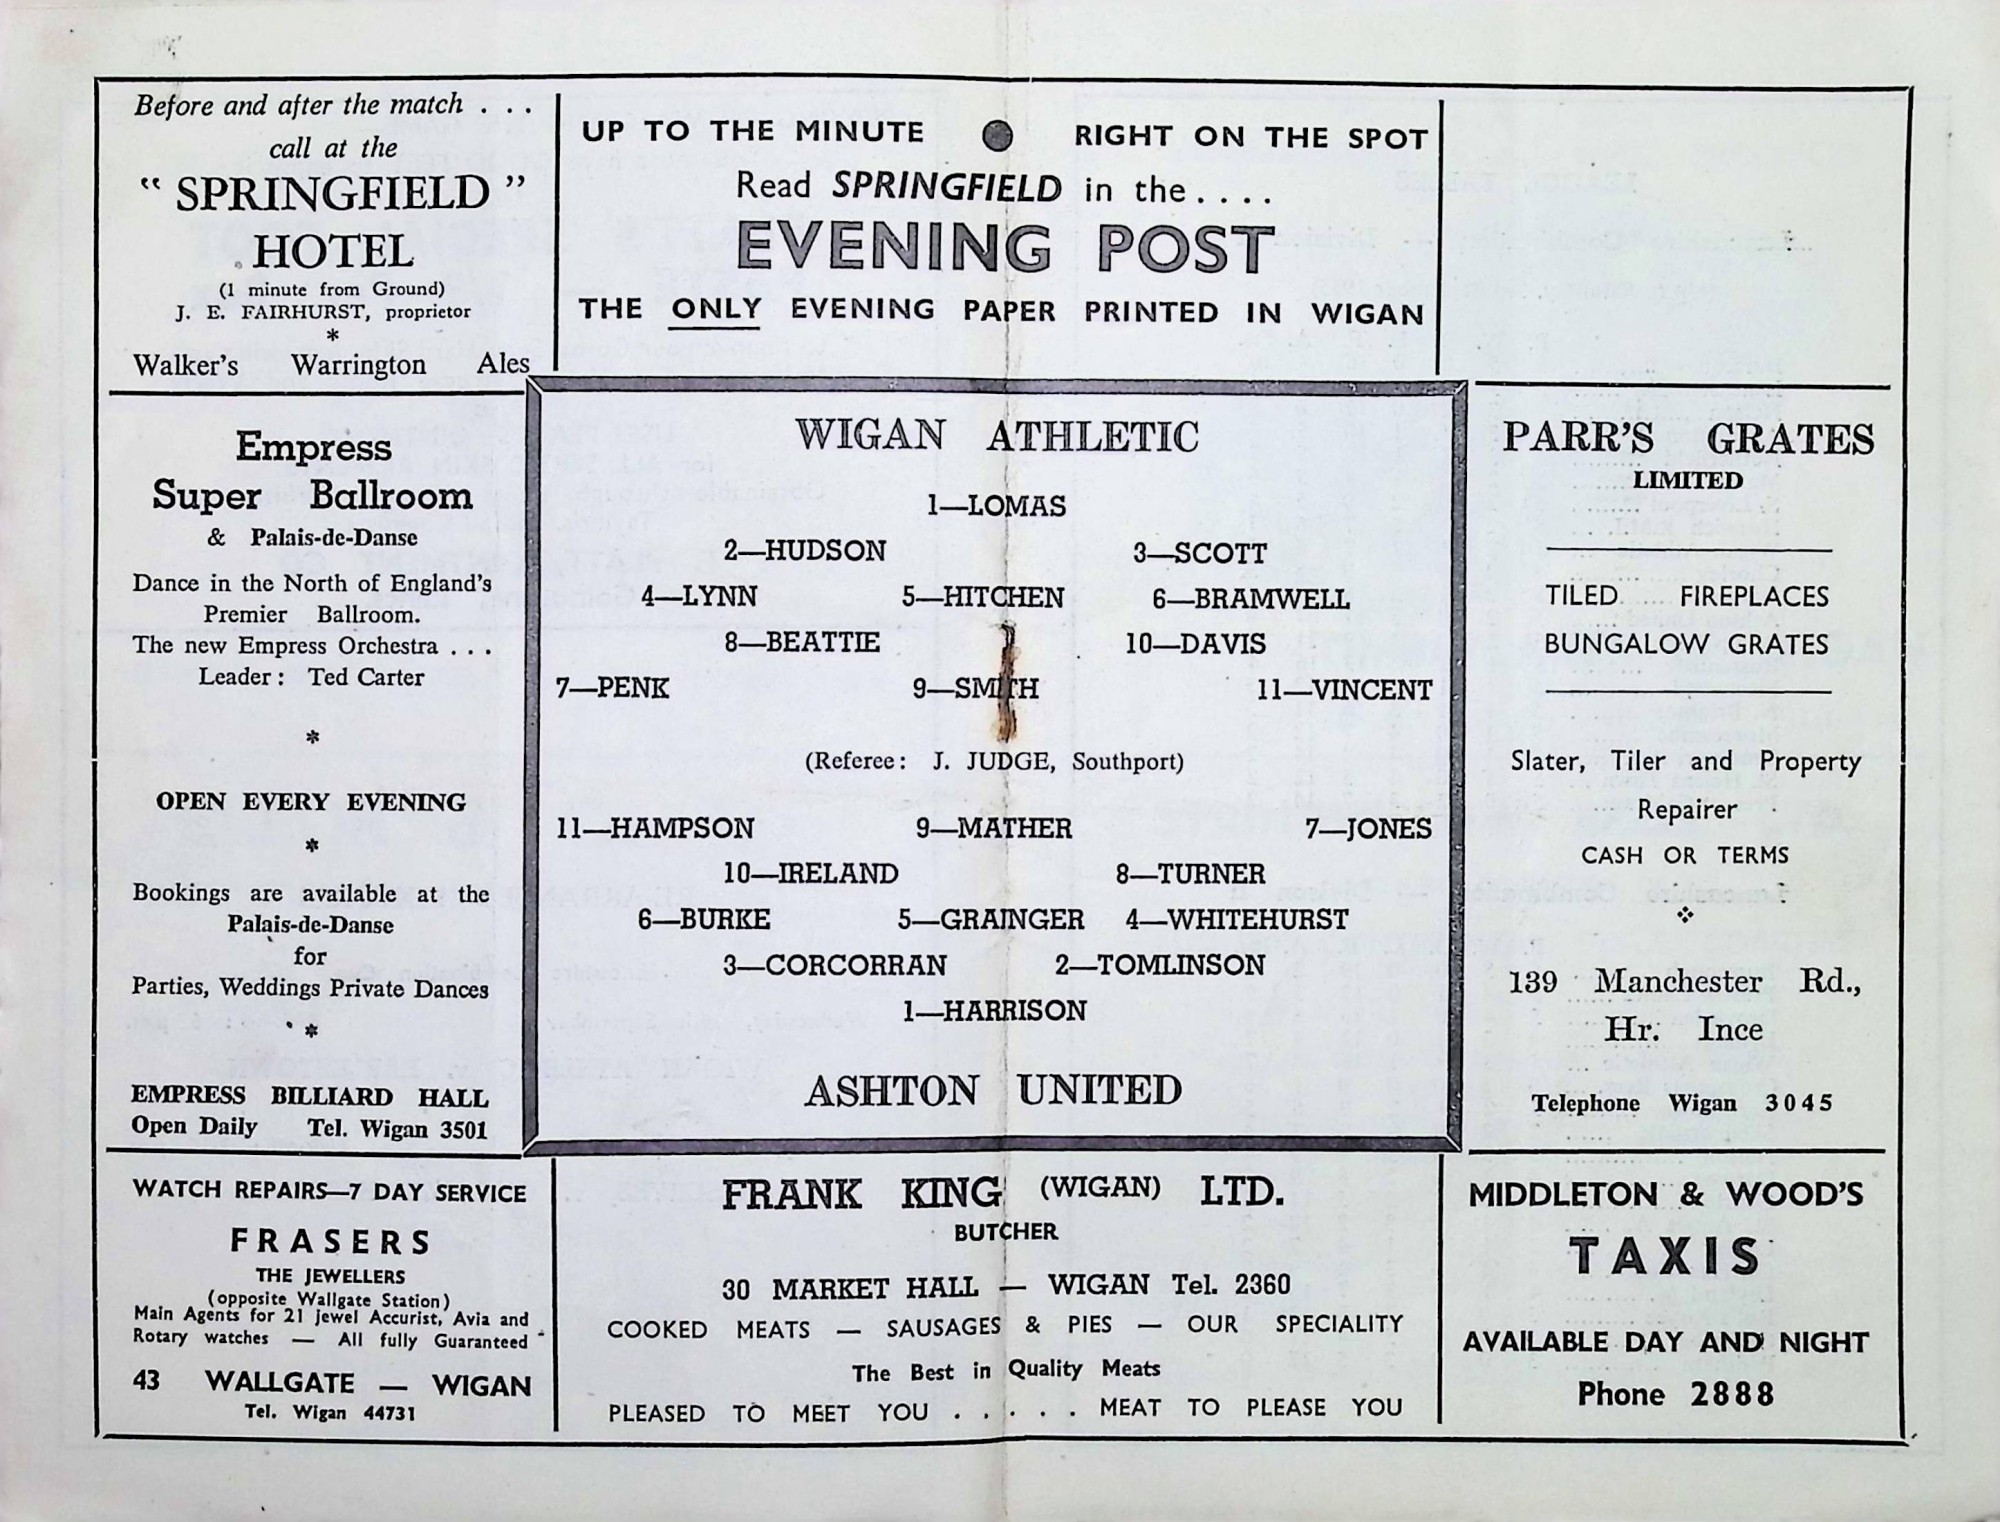 Before and after the match . . .
call at the
“ SPRINGFIELD ”
HOTEL
(1 minute from Ground)
J. E. FAIRHURST, proprietor
*
Walker's Warrington Ales
UP TO THE MINUTE ● RIGHT ON THE SPOT
Read SPRINGFIELD in the . . . .
EVENING POST
THE ONLY EVENING PAPER PRINTED IN WIGAN
Empress
Super Ballroom
& Palais-de-Danse
Dance in the North of England's
Premier Ballroom.
The new Empress Orchestra . . .
Leader : Ted Carter
*
OPEN EVERY EVENING
*
Bookings are available at the
Palais-de-Danse
for
Parties, Weddings Private Dances
*
EMPRESS BILLIARD HALL
Open Daily Tel. Wigan 3501
WIGAN ATHLETIC
1—LOMAS
2—HUDSON 3—SCOTT
4—LYNN 5—HITCHEN 6—BRAMWELL
8—BEATTIE 10—DAVIS
7—PENK 9—SMITH 11—VINCENT
(Referee : J. JUDGE, Southport)
11—HAMPSON 9—MATHER 7—JONES
10—IRELAND 8—TURNER
6—BURKE 5—GRAINGER 4—WHITEHURST
3—CORCORRAN 2—TOMLINSON
1—HARRISON
ASHTON UNITED
PARR'S GRATES
LIMITED
TILED FIREPLACES
BUNGALOW GRATES
Slater, Tiler and Property
Repairer
CASH OR TERMS
139 Manchester Rd.,
Hr. Ince
Telephone Wigan 3045
WATCH REPAIRS—7 DAY SERVICE
FRASERS
THE JEWELLERS
(opposite Wallgate Station)
Main Agents for 21 jewel Accurist, Avia and
Rotary watches — All fully Guaranteed
43 WALLGATE — WIGAN
Tel. Wigan 44731
FRANK KING (WIGAN) LTD.
BUTCHER
30 MARKET HALL — WIGAN Tel. 2360
COOKED MEATS — SAUSAGES & PIES — OUR SPECIALITY
The Best in Quality Meats
PLEASED TO MEET YOU . . . . . MEAT TO PLEASE YOU
MIDDLETON & WOOD'S
TAXIS
AVAILABLE DAY AND NIGHT
Phone 2888